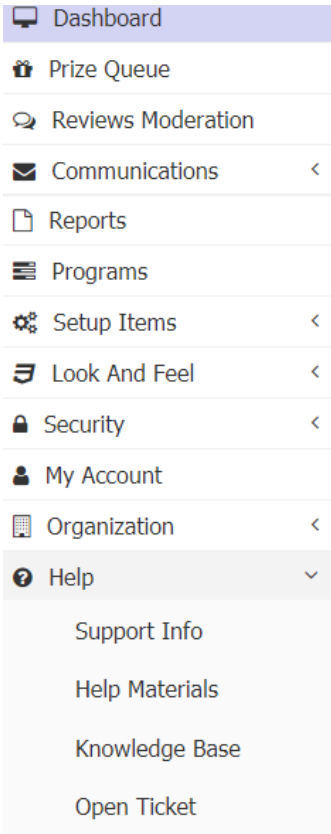 Dashboard
Prize Queue
Reviews Moderation
Communications
Reports
Programs
Setup Items
Look And Feel
Security
My Account
Organization
Help
Support Info
Help Materials
Knowledge Base
Open Ticket